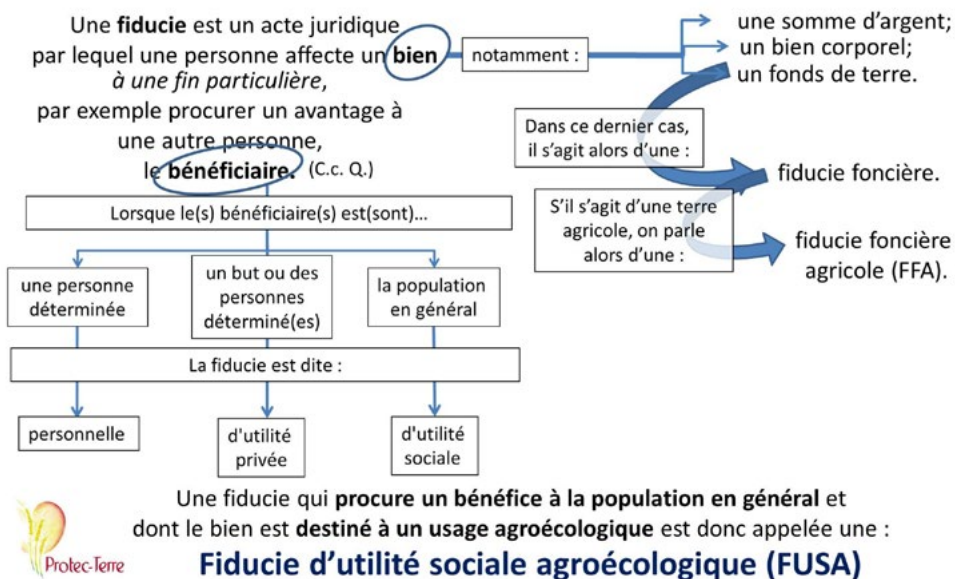 Une fiducie est un acte juridique
par lequel une personne affecte un bien
à une fin particulière,
par exemple procurer un avantage à
une autre personne,
le bénéficiaire. (C.c. Q.)
notamment :
une somme d'argent;
un bien corporel;
un fonds de terre.
Dans ce dernier cas,
il s'agit alors d'une :
fiducie foncière.
S'il s'agit d'une terre
agricole, on parle
alors d'une :
fiducie foncière
agricole (FFA).
Lorsque le(s) bénéficiaire(s) est(sont)...
une personne
déterminée
un but ou des
personnes
déterminé(es)
la population
en général
La fiducie est dite :
personnelle
d'utilité
privée
d'utilité
sociale
Une fiducie qui procure un bénéfice à la population en général et
dont le bien est destiné à un usage agroécologique est donc appelée une :
Fiducie d'utilité sociale agroécologique (FUSA)
Protec-Terre